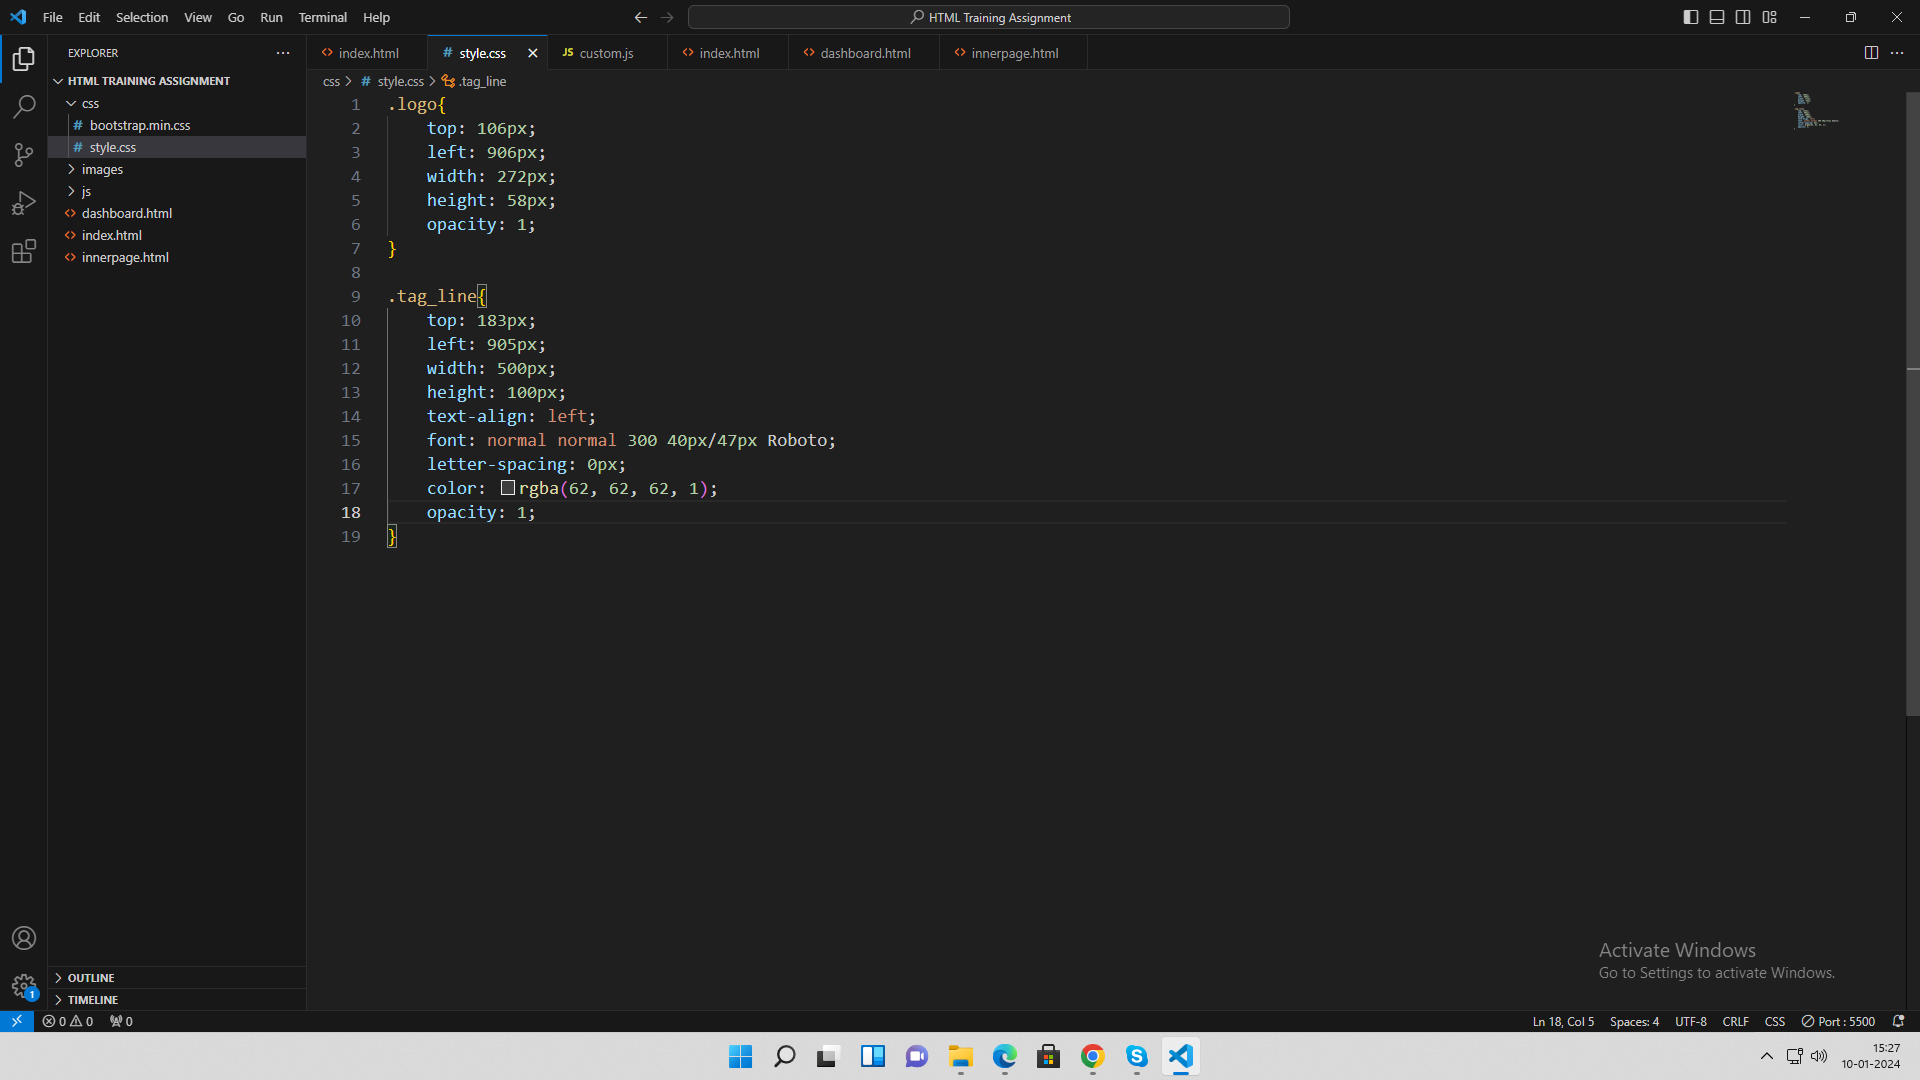 File Edit Selection View Go Run Terminal Help
HTML Training Assignment
EXPLORER
HTML TRAINING ASSIGNMENT
css
bootstrap.min.css
style.css
images
js
dashboard.html
index.html
innerpage.html
OUTLINE
TIMELINE
index.html style.css JS custom.js index.html dashboard.html innerpage.html
css > # style.css > .tag_line
1 .logo{
2 top: 106px;
3 left: 906px;
4 width: 272px;
5 height: 58px;
6 opacity: 1;
7 }
8
9 .tag_line{
10 top: 183px;
11 left: 905px;
12 width: 500px;
13 height: 100px;
14 text-align: left;
15 font: normal normal 300 40px/47px Roboto;
16 letter-spacing: 0px;
17 color: rgba(62, 62, 62, 1);
18 opacity: 1;
19 }
Activate Windows
Go to Settings to activate Windows.
1
0 0 0
Ln 18, Col 5 Spaces: 4 UTF-8 CRLF CSS Port : 5500
15:27
10-01-2024